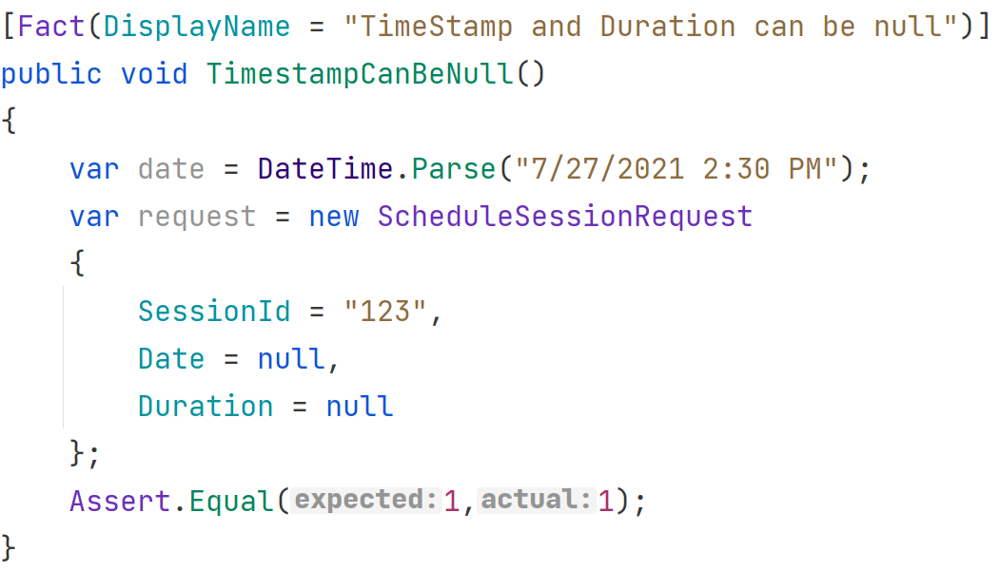 [Fact(DisplayName = "TimeStamp and Duration can be null")]
public void TimestampCanBeNull()
{
    var date = DateTime.Parse("7/27/2021 2:30 PM");
    var request = new ScheduleSessionRequest
    {
        SessionId = "123",
        Date = null,
        Duration = null
    };
    Assert.Equal(expected:1,actual:1);
}